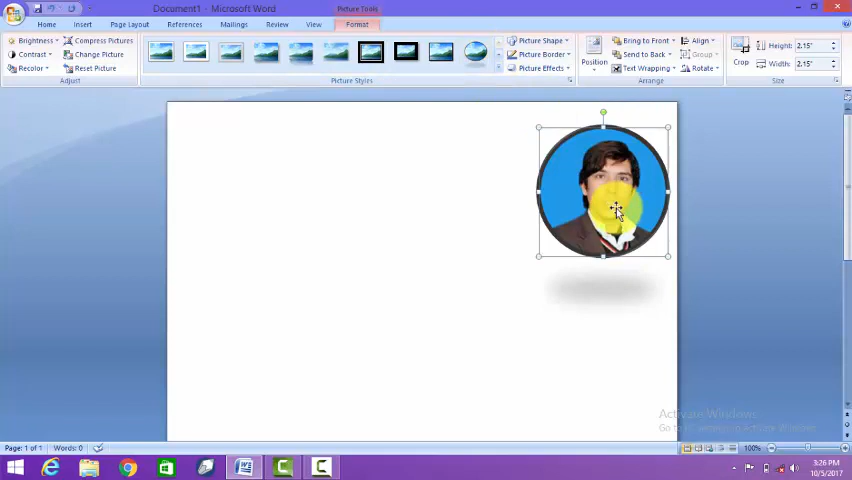 Document1 - Microsoft Word
Picture Tools
Home
Insert
Page Layout
References
Mailings
Review
View
Format
Brightness
Contrast
Recolor
Compress Pictures
Change Picture
Reset Picture
Adjust
Picture Styles
Picture Shape
Picture Border
Picture Effects
Position
Bring to Front
Send to Back
Text Wrapping
Align
Group
Rotate
Arrange
Crop
Height: 2.15"
Width: 2.15"
Size
Activate Windows
Page: 1 of 1
Words: 0
100%
3:26 PM
10/5/2017